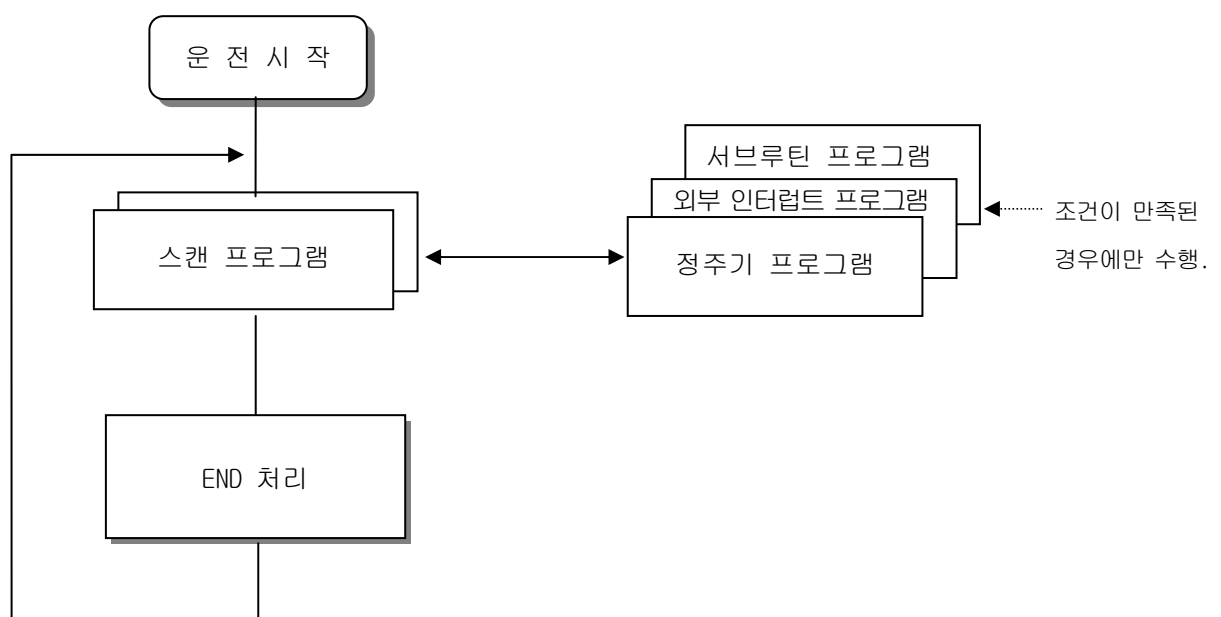 운 전 시 작
서브루틴 프로그램
외부 인터럽트 프로그램
정주기 프로그램
조건이 만족된
경우에만 수행.
스캔 프로그램
END 처리